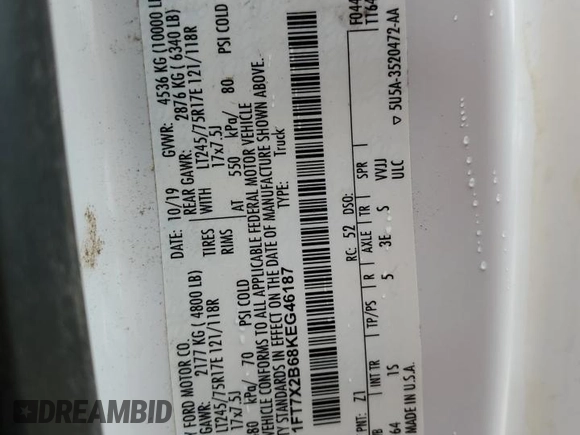 Y FORD MOTOR CO.
DATE: 10/19
GVWR: 4536 KG (10000 L
GAWR: 2177 KG ( 4800 LB)
REAR GAWR: 2876 KG ( 6340 LB)
LT245/75R17E 121/118R
TIRES WITH LT245/75R17E 121/118R
17x7.5J
RIMS 17x7.5J
80 kPa/ 70 PSI COLD
AT 550 kPa/ 80 PSI COLD
VEHICLE CONFORMS TO ALL APPLICABLE FEDERAL MOTOR VEHICLE
STANDARDS IN EFFECT ON THE DATE OF MANUFACTURE SHOWN ABOVE.
1FT7X2B68KEG46187
TYPE: Truck
F044
TT64
PNT: Z1
RC: 52 DSO:
B INT TR TP/PS R AXLE TR SPR
1S 5 3E S VVJJ
64
ULC
MADE IN U.S.A.
5U5A-3520472-AA
DREAMBID